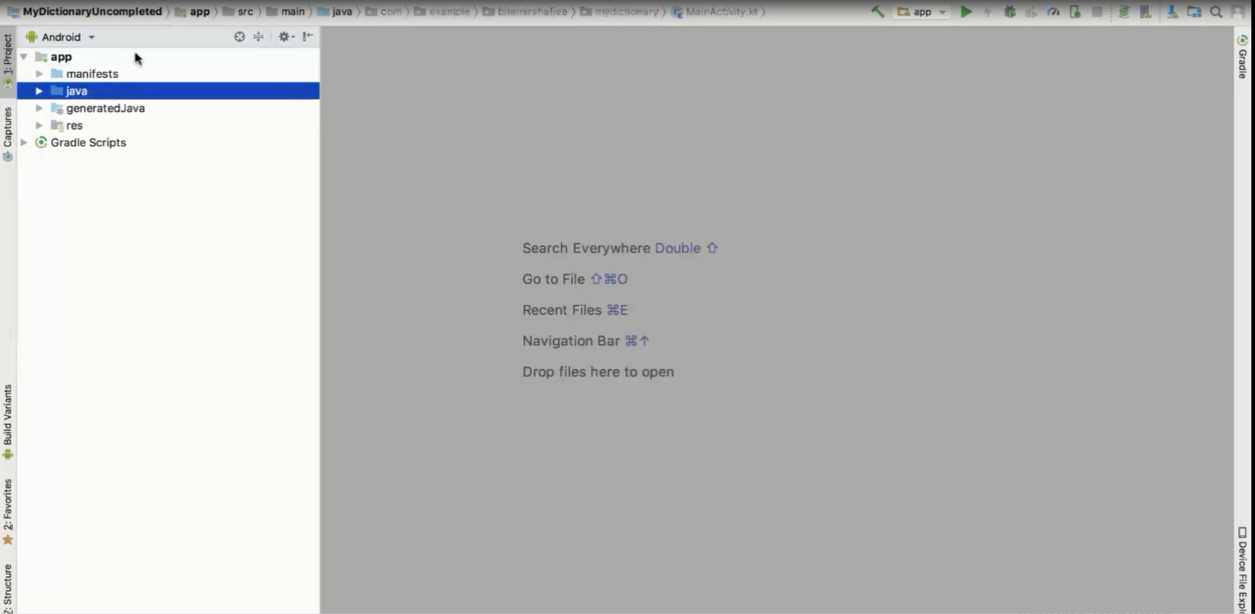 MyDictionaryUncompleted app src main java com example bitamirshafiee mydictionary MainActivity.kt
app
Android
1: Project
app
manifests
java
generatedJava
res
Gradle Scripts
Captures
Build Variants
2: Favorites
7: Structure
Search Everywhere Double ⇧
Go to File ⇧⌘O
Recent Files ⌘E
Navigation Bar ⌘↑
Drop files here to open
Gradle
Device File Exp